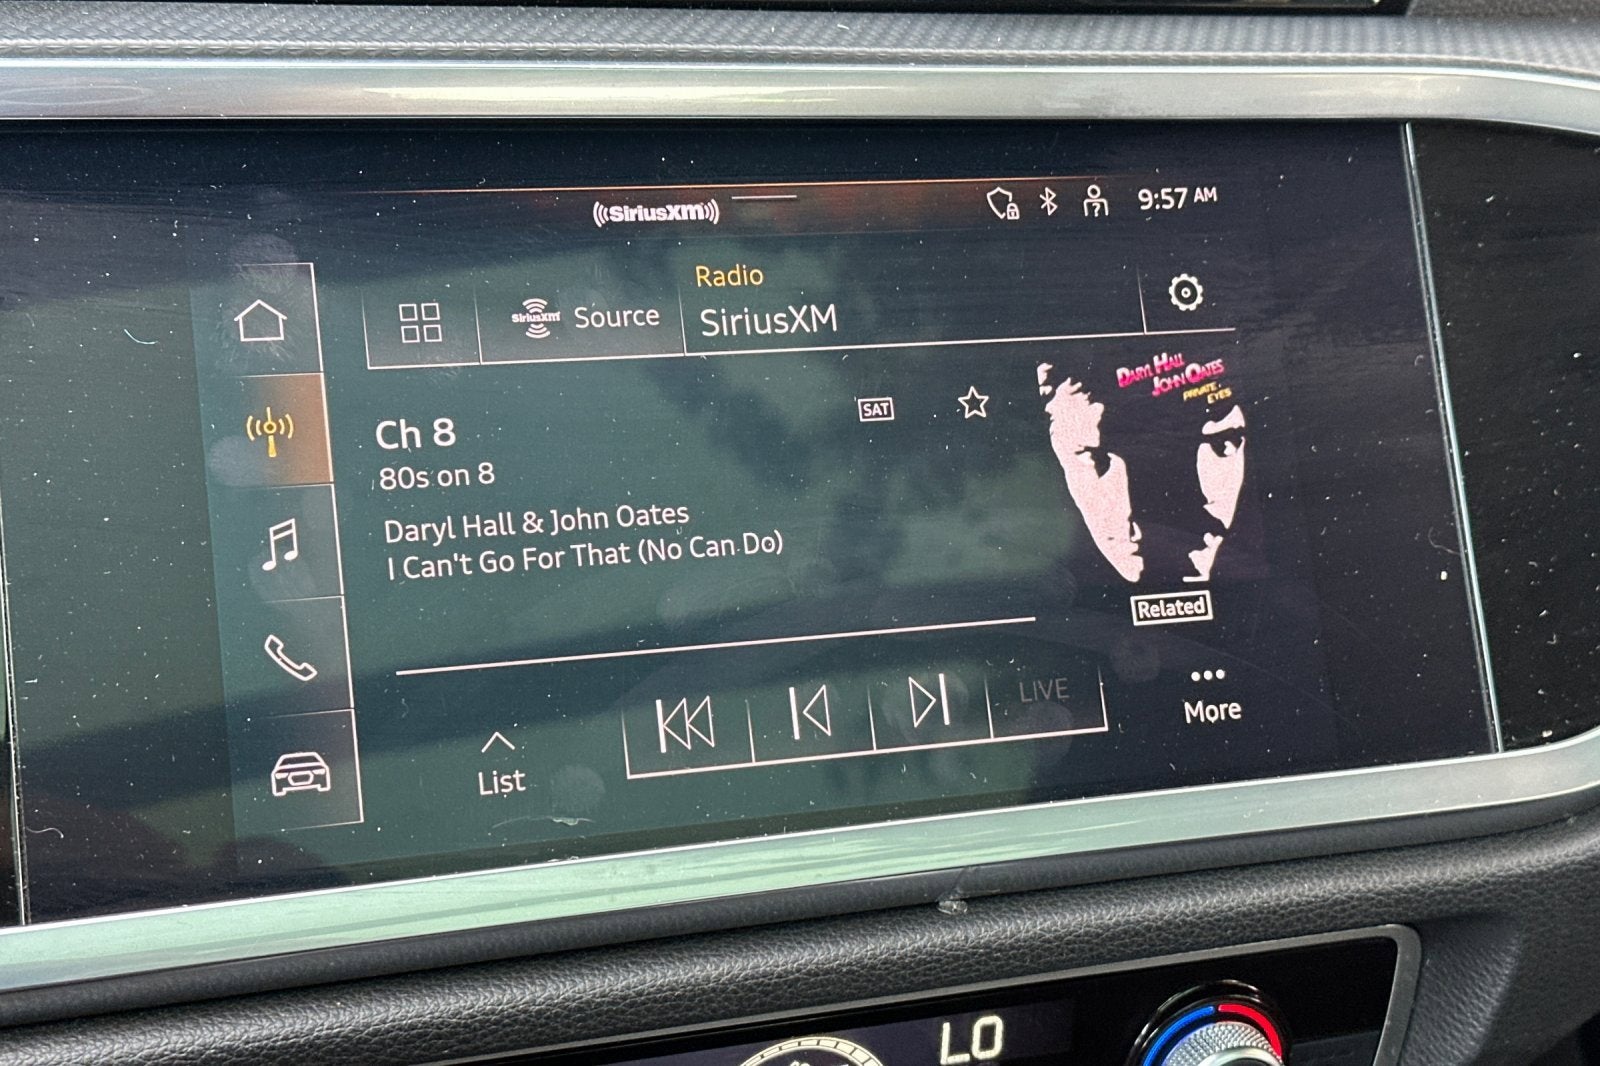 SiriusXM
9:57 AM
Radio
SiriusXM Source
SiriusXM
Ch 8
SAT
80s on 8
Daryl Hall & John Oates
I Can't Go For That (No Can Do)
DARYL HALL
JOHN OATES
PRIVATE
EYES
Related
LIVE
More
List
LO